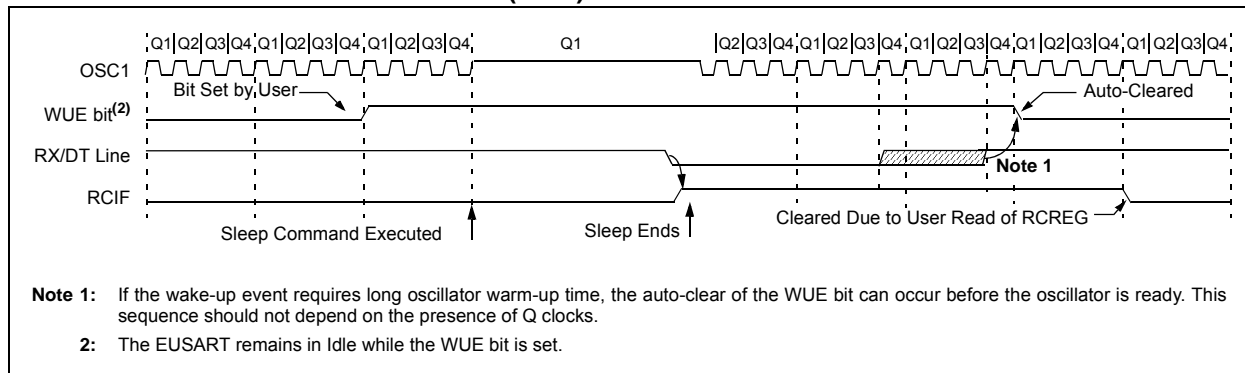 Q1 Q2 Q3 Q4 Q1 Q2 Q3 Q4 Q1 Q2 Q3 Q4 Q1 Q2 Q3 Q4 Q1 Q2 Q3 Q4 Q1 Q2 Q3 Q4 Q1 Q2 Q3 Q4 Q1 Q2 Q3 Q4
OSC1
Bit Set by User
Auto-Cleared
WUE bit(2)
RX/DT Line
Note 1
RCIF
Cleared Due to User Read of RCREG
Sleep Command Executed
Sleep Ends
Note 1: If the wake-up event requires long oscillator warm-up time, the auto-clear of the WUE bit can occur before the oscillator is ready. This
sequence should not depend on the presence of Q clocks.
2: The EUSART remains in Idle while the WUE bit is set.